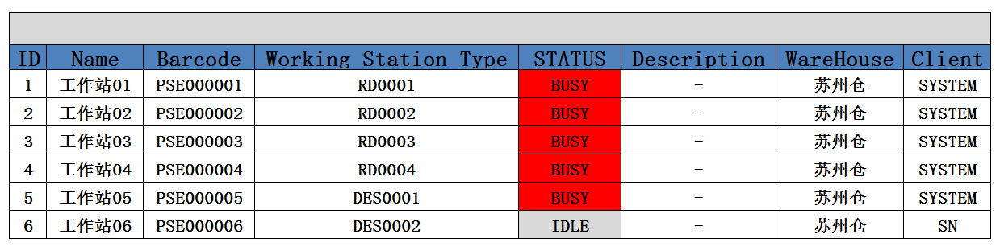 ID Name Barcode Working Station Type STATUS Description WareHouse Client
1 工作站01 PSE000001 RD0001 BUSY - 苏州仓 SYSTEM
2 工作站02 PSE000002 RD0002 BUSY - 苏州仓 SYSTEM
3 工作站03 PSE000003 RD0003 BUSY - 苏州仓 SYSTEM
4 工作站04 PSE000004 RD0004 BUSY - 苏州仓 SYSTEM
5 工作站05 PSE000005 DES0001 BUSY - 苏州仓 SYSTEM
6 工作站06 PSE000006 DES0002 IDLE - 苏州仓 SN